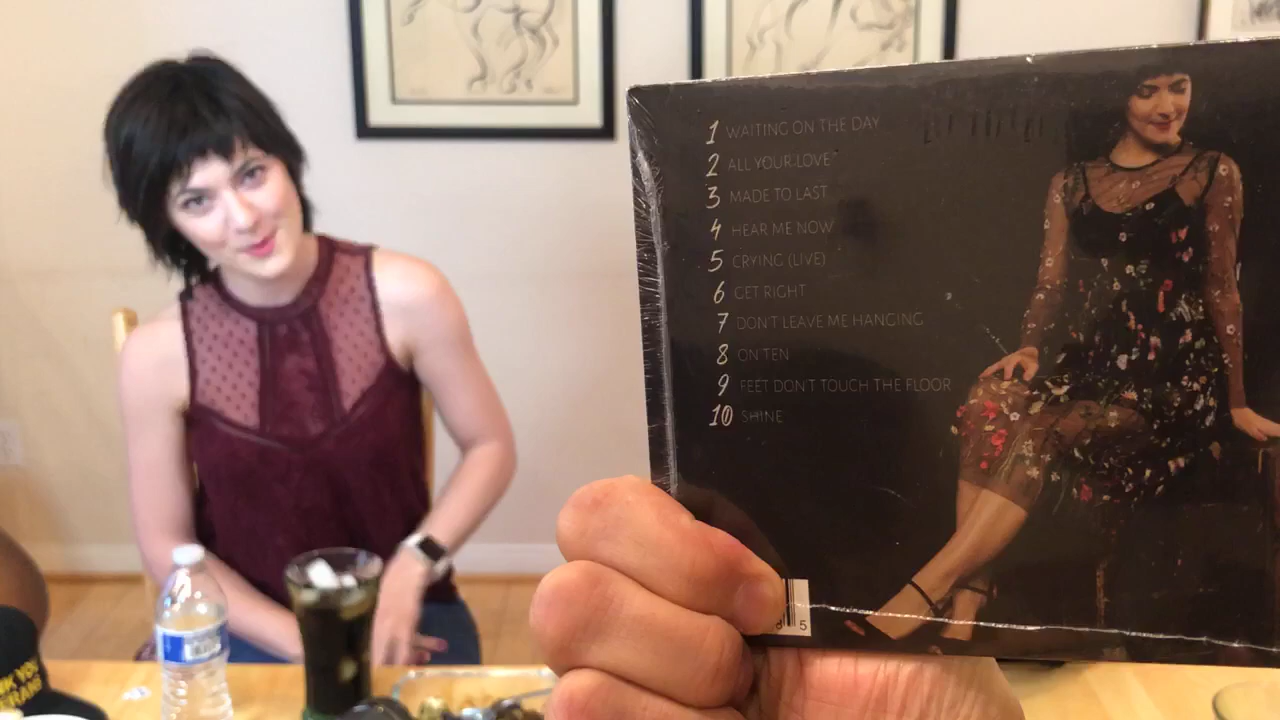 1 WAITING ON THE DAY
2 ALL YOUR LOVE
3 MADE TO LAST
4 HEAR ME NOW
5 CRYING (LIVE)
6 GET RIGHT
7 DON'T LEAVE ME HANGING
8 ON TEN
9 FEET DON'T TOUCH THE FLOOR
10 SHINE
5